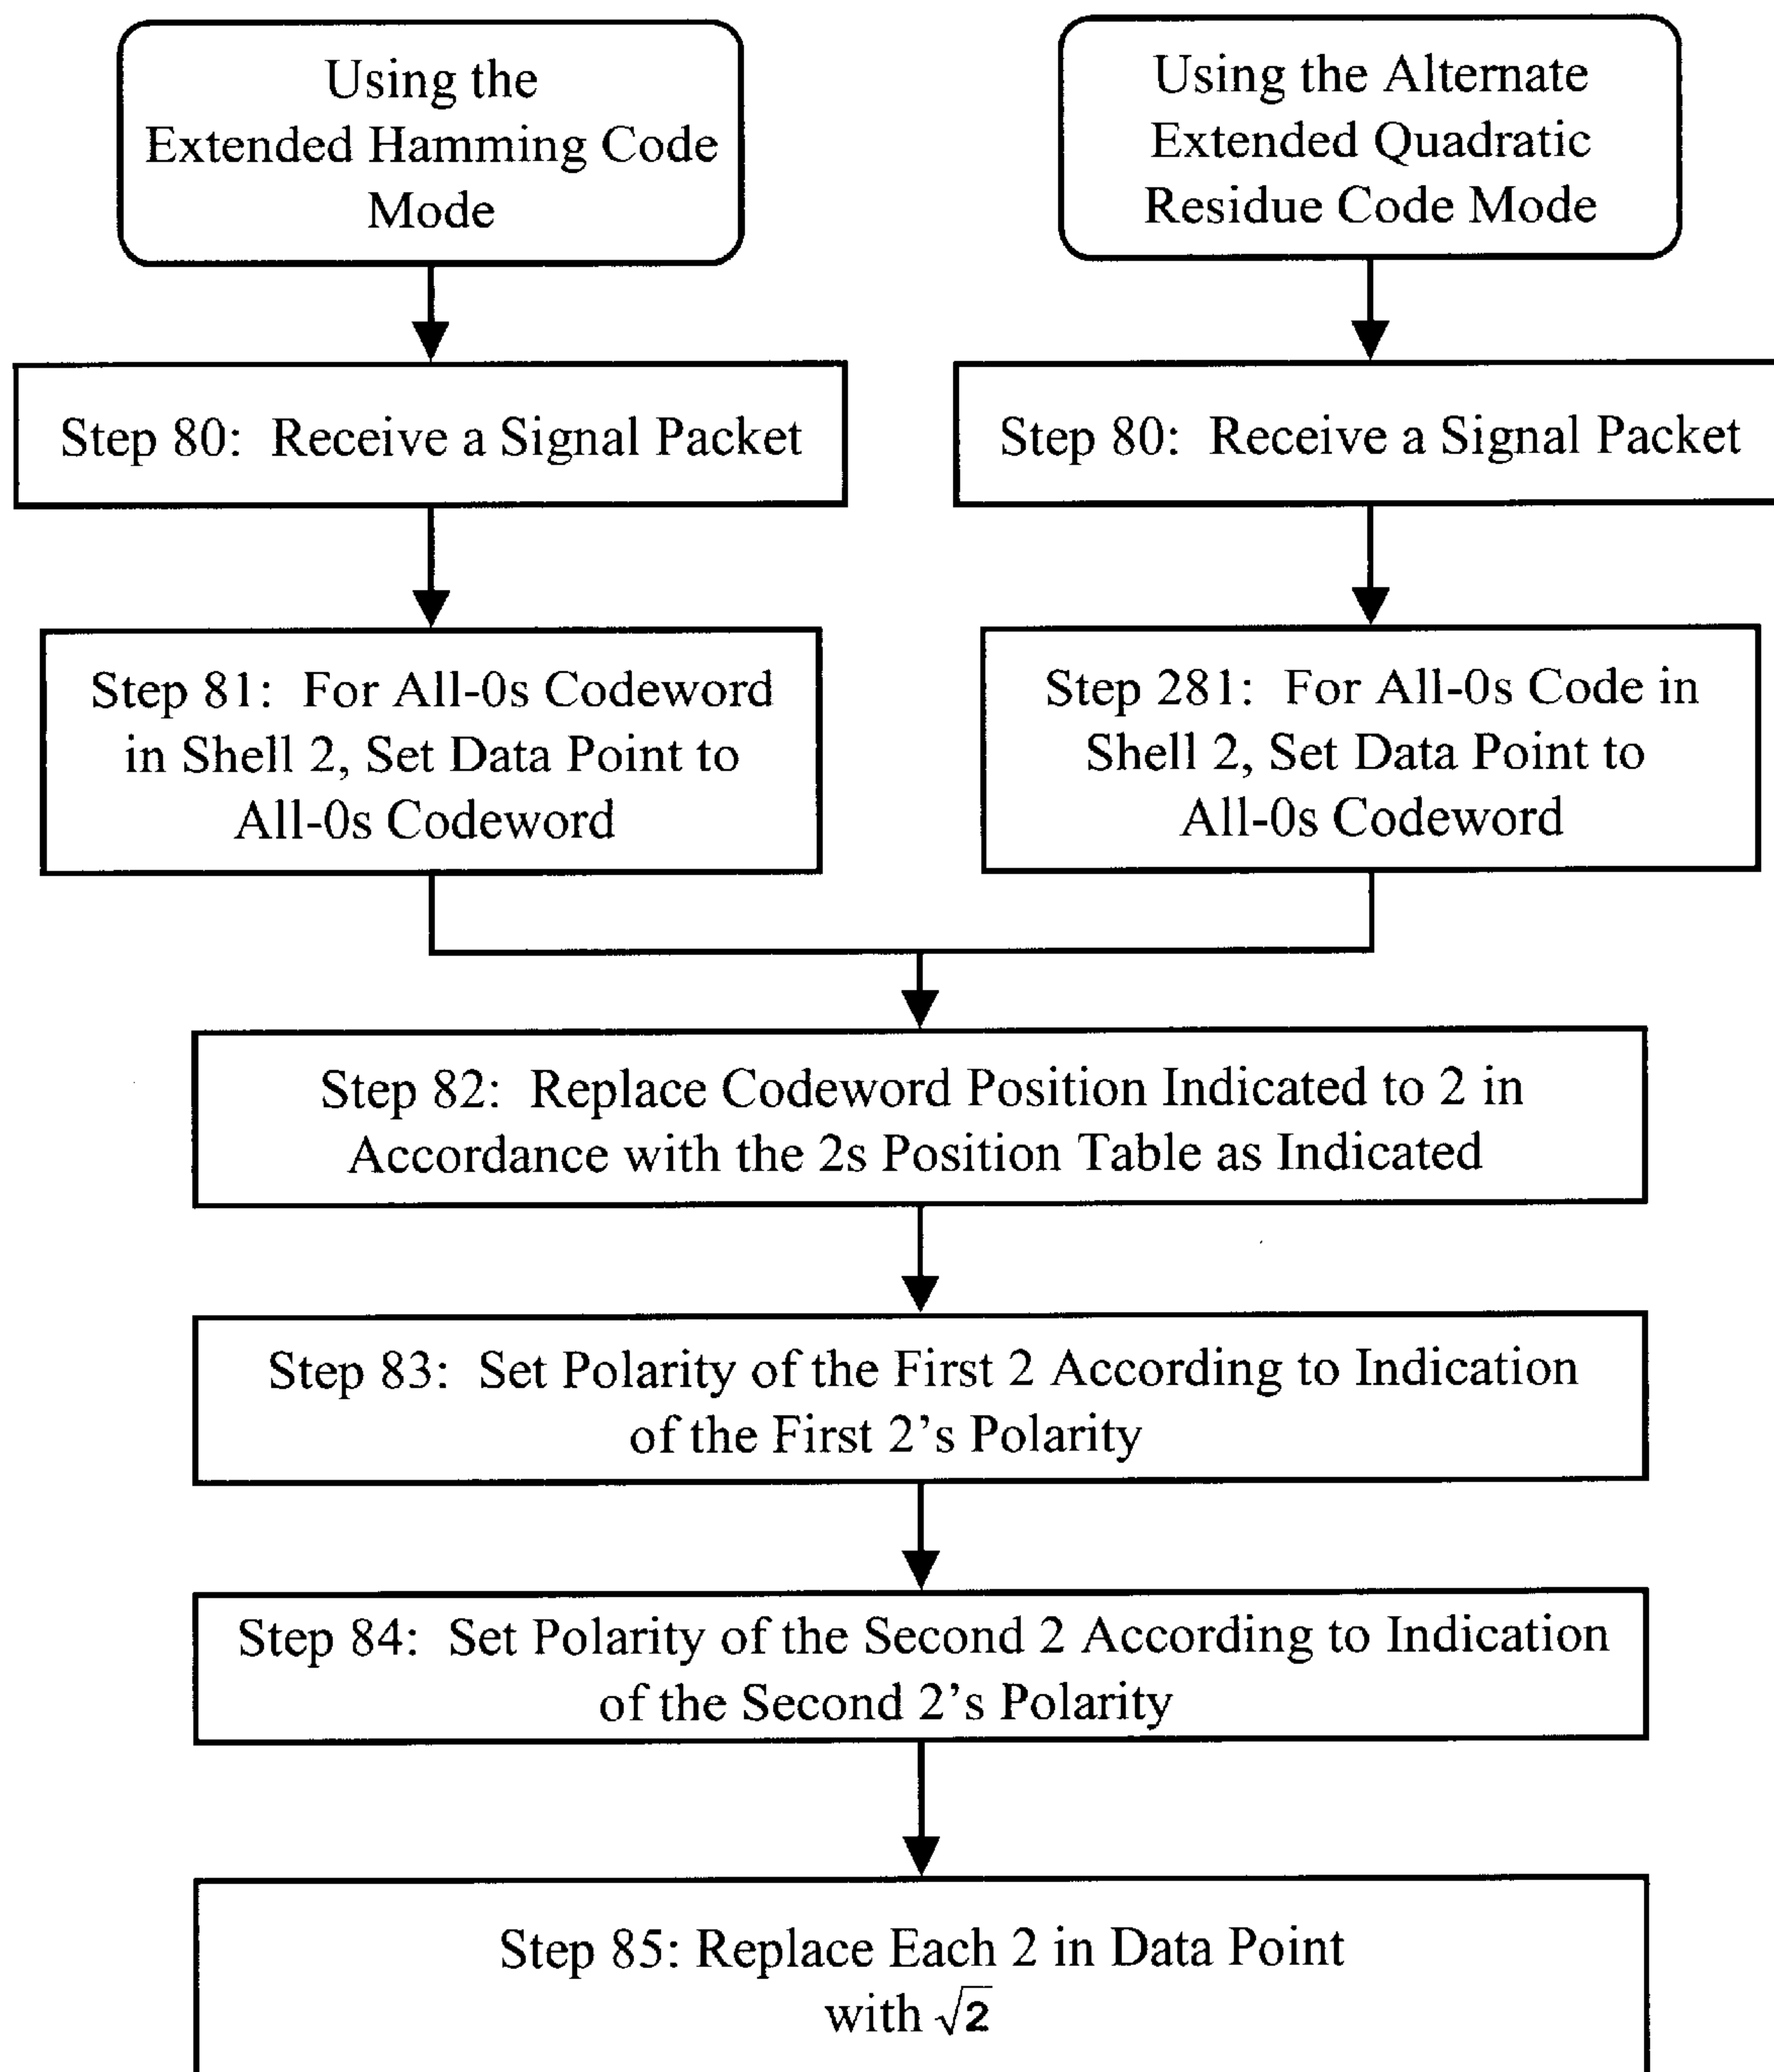 Using the
Extended Hamming Code
Mode
Using the Alternate
Extended Quadratic
Residue Code Mode
Step 80: Receive a Signal Packet
Step 80: Receive a Signal Packet
Step 81: For All-0s Codeword
in Shell 2, Set Data Point to
All-0s Codeword
Step 281: For All-0s Code in
Shell 2, Set Data Point to
All-0s Codeword
Step 82: Replace Codeword Position Indicated to 2 in
Accordance with the 2s Position Table as Indicated
Step 83: Set Polarity of the First 2 According to Indication
of the First 2’s Polarity
Step 84: Set Polarity of the Second 2 According to Indication
of the Second 2’s Polarity
Step 85: Replace Each 2 in Data Point
with √2